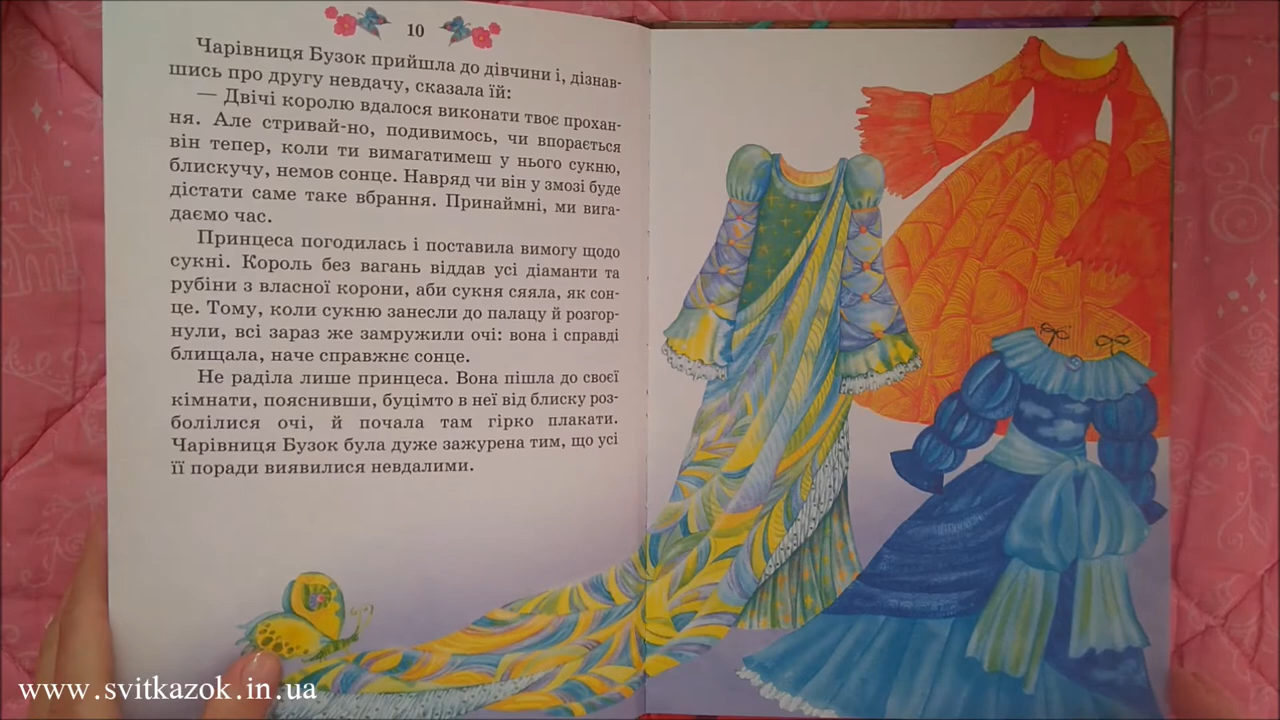 10
Чарівниця Бузок прийшла до дівчини і, дізнав-
шись про другу невдачу, сказала їй:
— Двічі королю вдалося виконати твоє прохан-
ня. Але стривай-но, подивимось, чи впорається
він тепер, коли ти вимагатимеш у нього сукню,
блискучу, немов сонце. Навряд чи він у змозі буде
дістати саме таке вбрання. Принаймні, ми вига-
даємо час.
Принцеса погодилась і поставила вимогу щодо
сукні. Король без вагань віддав усі діаманти та
рубіни з власної корони, аби сукня сяяла, як сон-
це. Тому, коли сукню занесли до палацу й розгор-
нули, всі зараз же замружили очі: вона і справді
блищала, наче справжнє сонце.
Не раділа лише принцеса. Вона пішла до своєї
кімнати, пояснивши, буцімто в неї від блиску роз-
болілися очі, й почала там гірко плакати.
Чарівниця Бузок була дуже зажурена тим, що усі
її поради виявилися невдалими.
www.svitkazok.in.ua